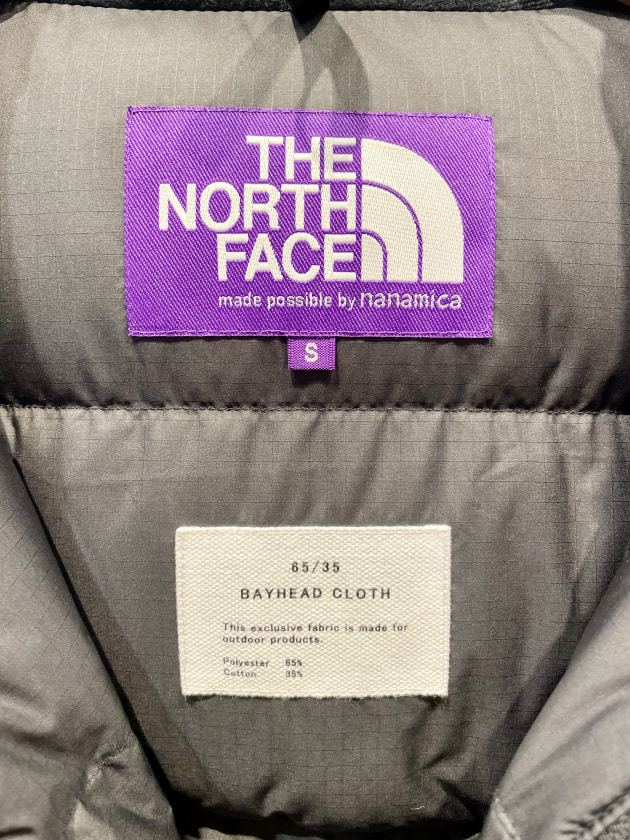 THE
NORTH
FACE
made possible by nanamica
S
65/35
BAYHEAD CLOTH
This exclusive fabric is made for
outdoor products.
Polyester 65%
Cotton 35%